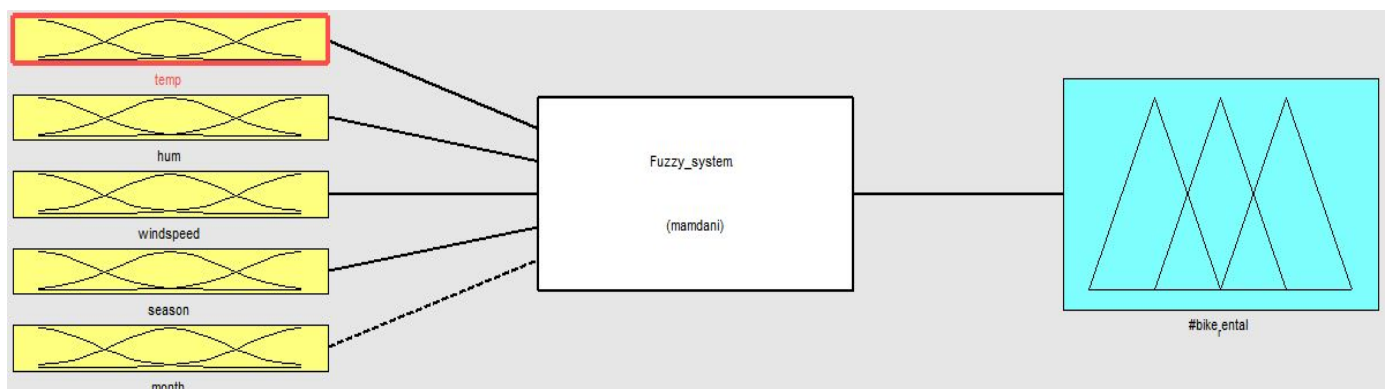 temp
hum
windspeed
season
month
Fuzzy_system
(mamdani)
#bike_rental